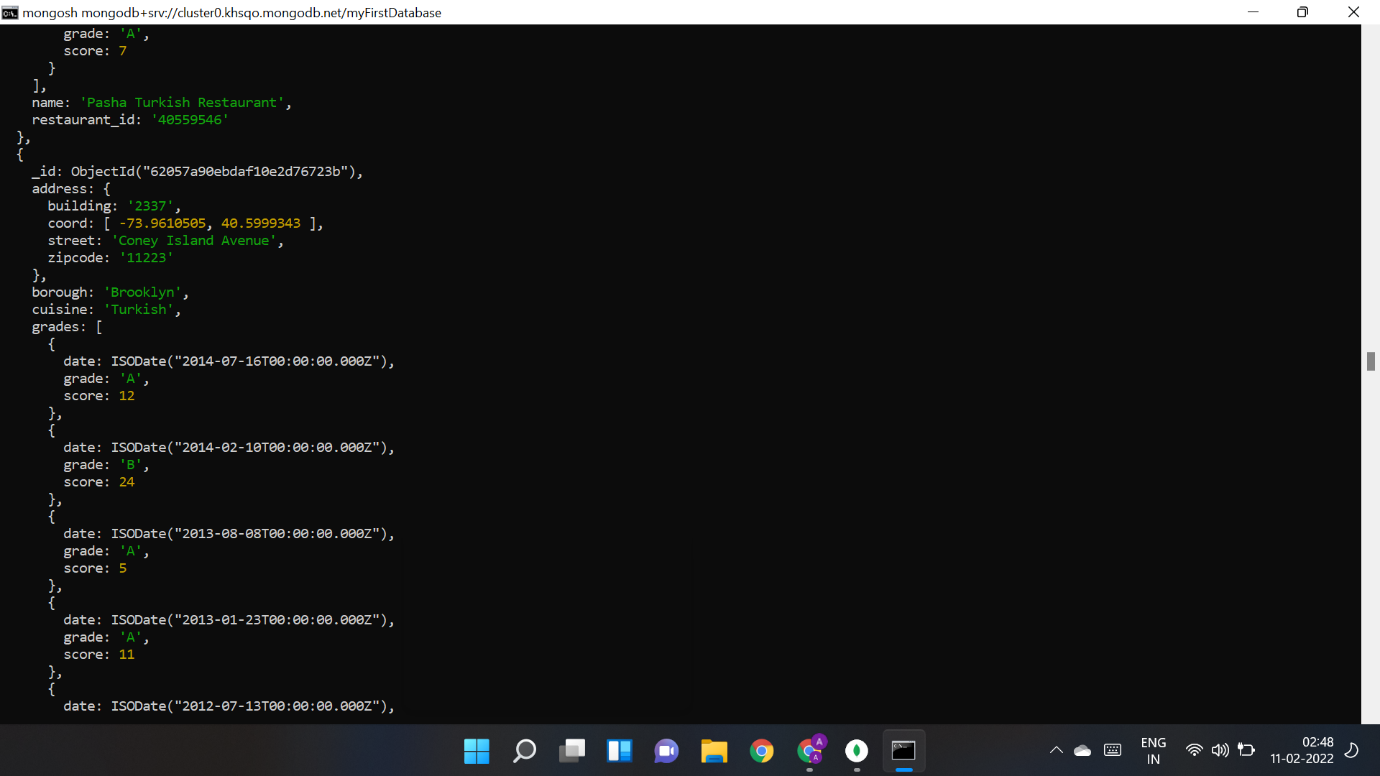 mongosh mongodb+srv://cluster0.khsqo.mongodb.net/myFirstDatabase
grade: 'A',
score: 7
}
],
name: 'Pasha Turkish Restaurant',
restaurant_id: '40559546'
},
{
_id: ObjectId("62057a90ebdaf10e2d76723b"),
address: {
building: '2337',
coord: [ -73.9610505, 40.5999343 ],
street: 'Coney Island Avenue',
zipcode: '11223'
},
borough: 'Brooklyn',
cuisine: 'Turkish',
grades: [
{
date: ISODate("2014-07-16T00:00:00.000Z"),
grade: 'A',
score: 12
},
{
date: ISODate("2014-02-10T00:00:00.000Z"),
grade: 'B',
score: 24
},
{
date: ISODate("2013-08-08T00:00:00.000Z"),
grade: 'A',
score: 5
},
{
date: ISODate("2013-01-23T00:00:00.000Z"),
grade: 'A',
score: 11
},
{
date: ISODate("2012-07-13T00:00:00.000Z"),
A
A
ENG
IN
02:48
11-02-2022